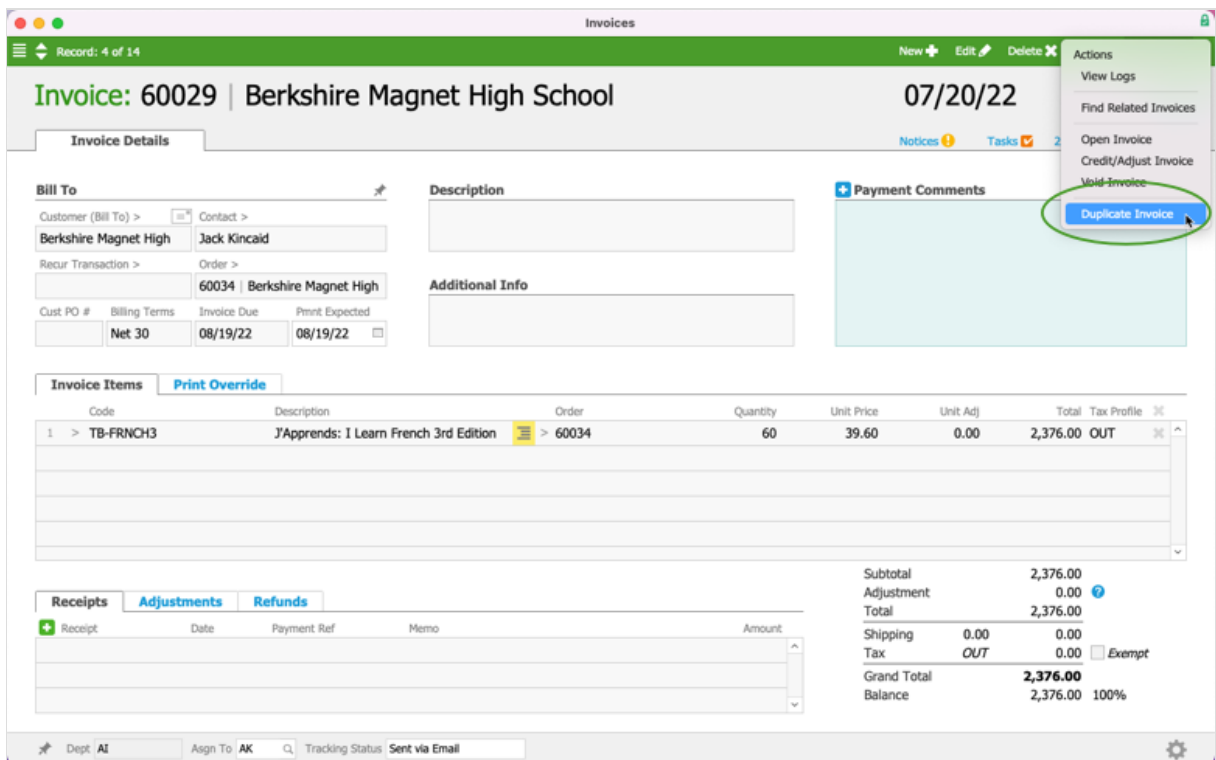 Invoices
Record: 4 of 14 New Edit Delete Actions
View Logs
Invoice: 60029 | Berkshire Magnet High School 07/20/22 Find Related Invoices
Invoice Details Notices Tasks 2 Open Invoice
Credit/Adjust Invoice
Void Invoice
Bill To Description Payment Comments
Duplicate Invoice
Customer (Bill To) > Contact >
Berkshire Magnet High Jack Kincaid
Recur Transaction > Order >
60034 | Berkshire Magnet High Additional Info
Cust PO # Billing Terms Invoice Due Pmnt Expected
Net 30 08/19/22 08/19/22
Invoice Items Print Override
Code Description Order Quantity Unit Price Unit Adj Total Tax Profile
1 > TB-FRNCH3 J'Apprends: I Learn French 3rd Edition > 60034 60 39.60 0.00 2,376.00 OUT
Subtotal 2,376.00
Adjustment 0.00 ?
Receipts Adjustments Refunds Total 2,376.00
Receipt Date Payment Ref Memo Amount
Shipping 0.00 0.00
Tax OUT 0.00 Exempt
Grand Total 2,376.00
Balance 2,376.00 100%
Dept AI Asgn To AK Tracking Status Sent via Email